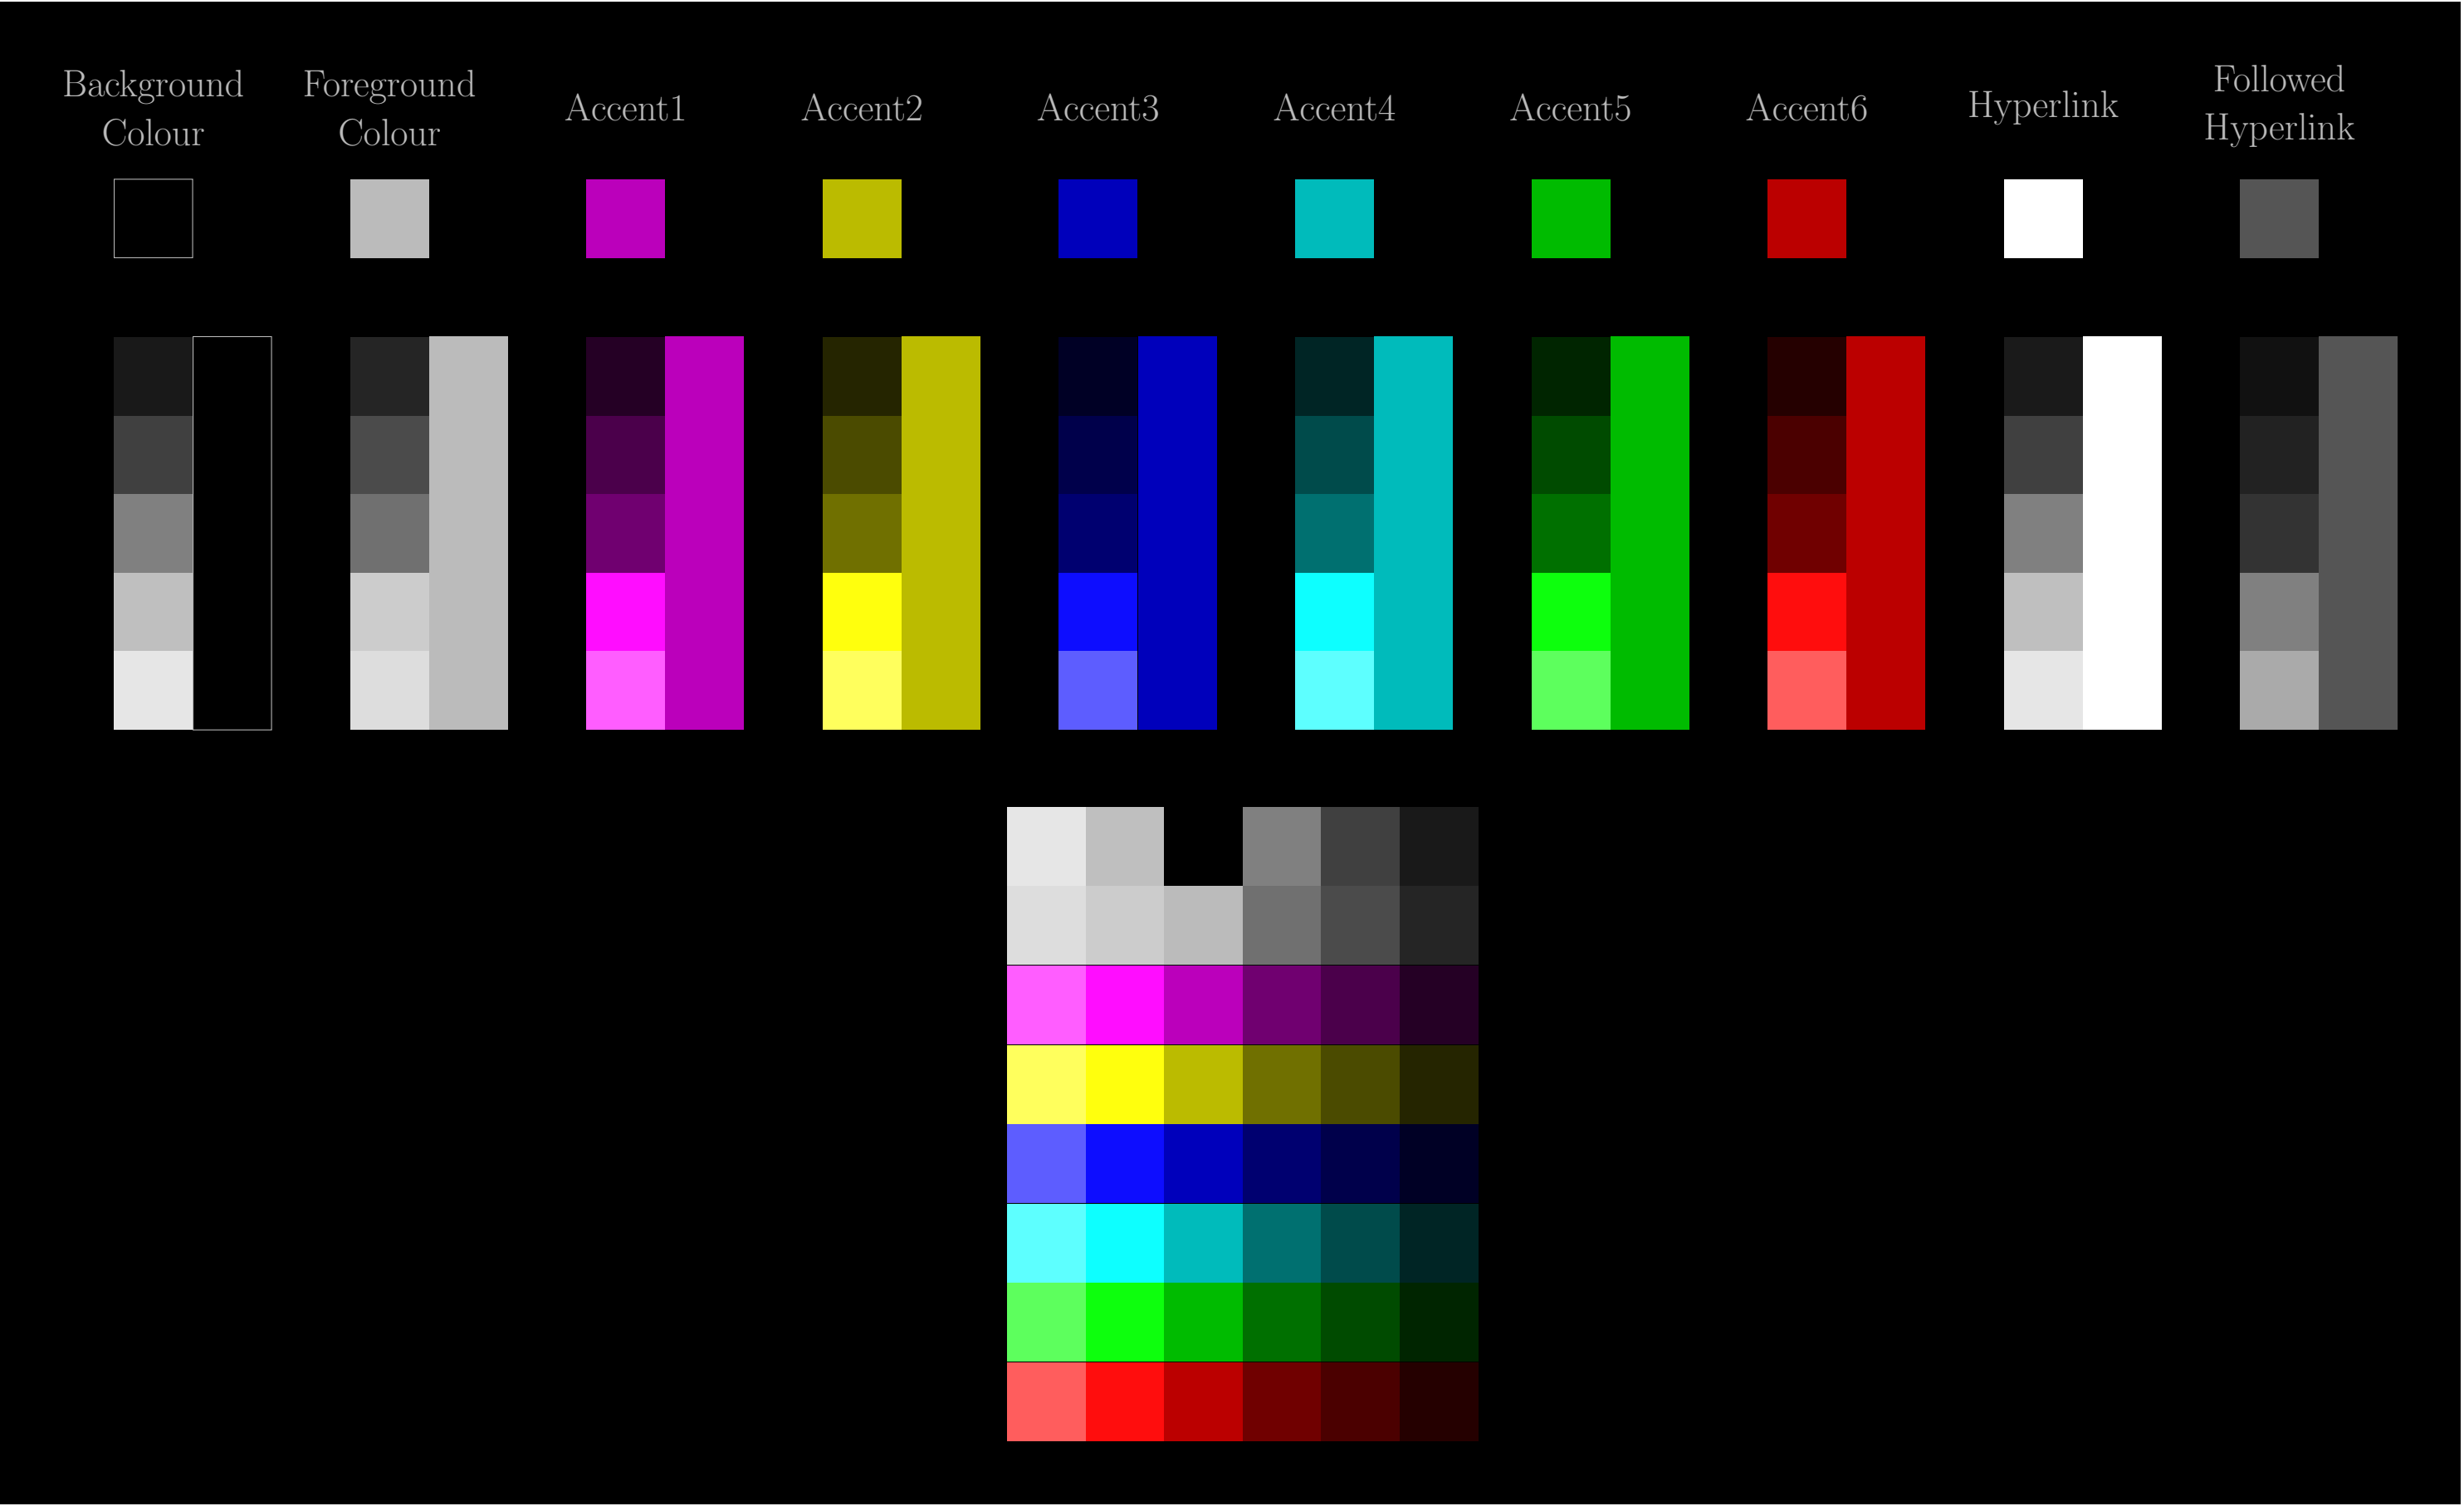 Background
Colour
Foreground
Colour
Accent1
Accent2
Accent3
Accent4
Accent5
Accent6
Hyperlink
Followed
Hyperlink